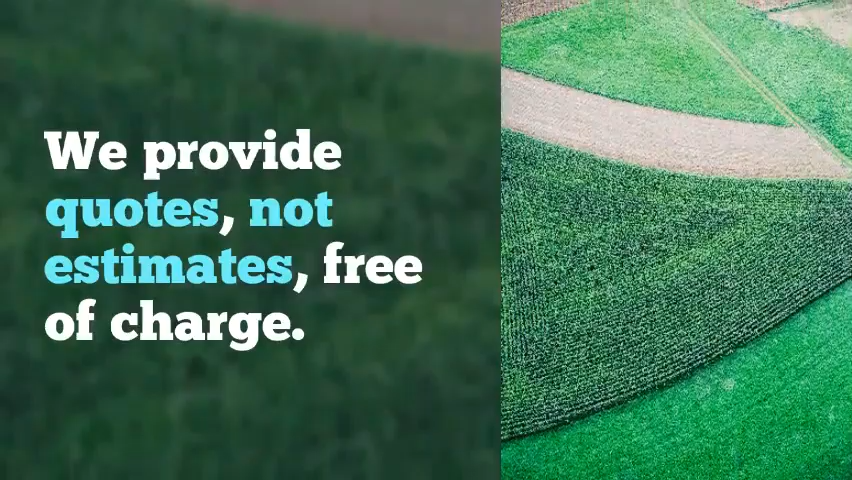 We provide
quotes, not
estimates, free
of charge.